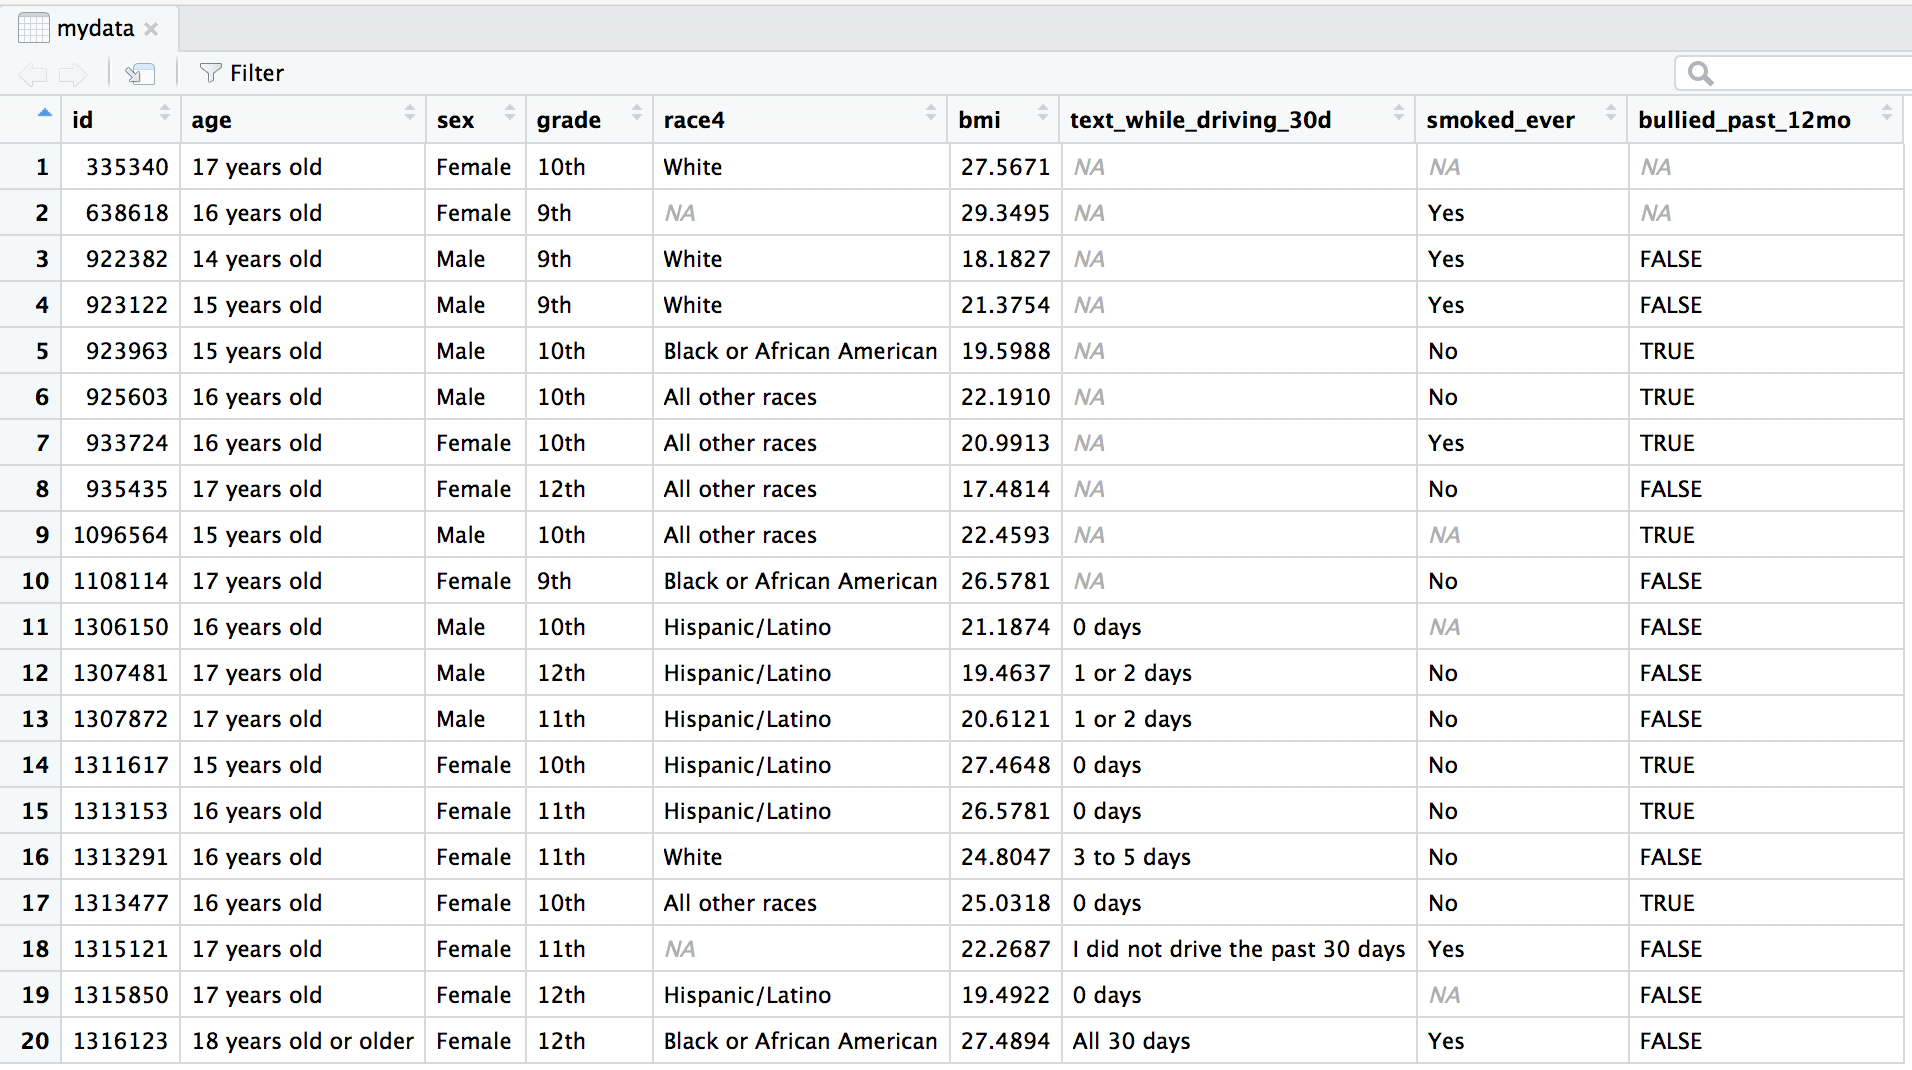 mydata
Filter
id age sex grade race4 bmi text_while_driving_30d smoked_ever bullied_past_12mo
1 335340 17 years old Female 10th White 27.5671 NA NA NA
2 638618 16 years old Female 9th NA 29.3495 NA Yes NA
3 922382 14 years old Male 9th White 18.1827 NA Yes FALSE
4 923122 15 years old Male 9th White 21.3754 NA Yes FALSE
5 923963 15 years old Male 10th Black or African American 19.5988 NA No TRUE
6 925603 16 years old Male 10th All other races 22.1910 NA No TRUE
7 933724 16 years old Female 10th All other races 20.9913 NA Yes TRUE
8 935435 17 years old Female 12th All other races 17.4814 NA No FALSE
9 1096564 15 years old Male 10th All other races 22.4593 NA NA TRUE
10 1108114 17 years old Female 9th Black or African American 26.5781 NA No FALSE
11 1306150 16 years old Male 10th Hispanic/Latino 21.1874 0 days NA FALSE
12 1307481 17 years old Male 12th Hispanic/Latino 19.4637 1 or 2 days No FALSE
13 1307872 17 years old Male 11th Hispanic/Latino 20.6121 1 or 2 days No FALSE
14 1311617 15 years old Female 10th Hispanic/Latino 27.4648 0 days No TRUE
15 1313153 16 years old Female 11th Hispanic/Latino 26.5781 0 days No TRUE
16 1313291 16 years old Female 11th White 24.8047 3 to 5 days No FALSE
17 1313477 16 years old Female 10th All other races 25.0318 0 days No TRUE
18 1315121 17 years old Female 11th NA 22.2687 I did not drive the past 30 days Yes FALSE
19 1315850 17 years old Female 12th Hispanic/Latino 19.4922 0 days NA FALSE
20 1316123 18 years old or older Female 12th Black or African American 27.4894 All 30 days Yes FALSE